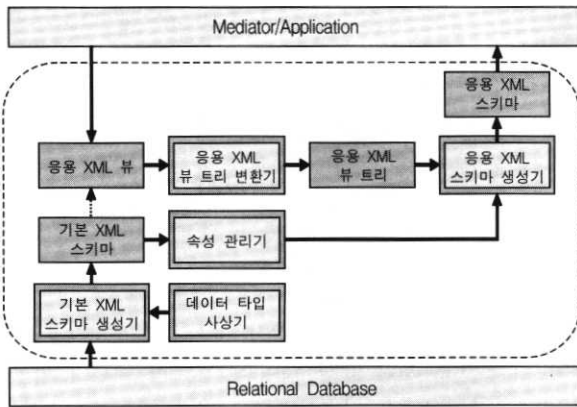 Mediator/Application
응용 XML
스키마
응용 XML 뷰
응용 XML
뷰 트리 변환기
응용 XML
뷰 트리
응용 XML
스키마 생성기
기본 XML
스키마
속성 관리기
기본 XML
스키마 생성기
데이터 타입
사상기
Relational Database